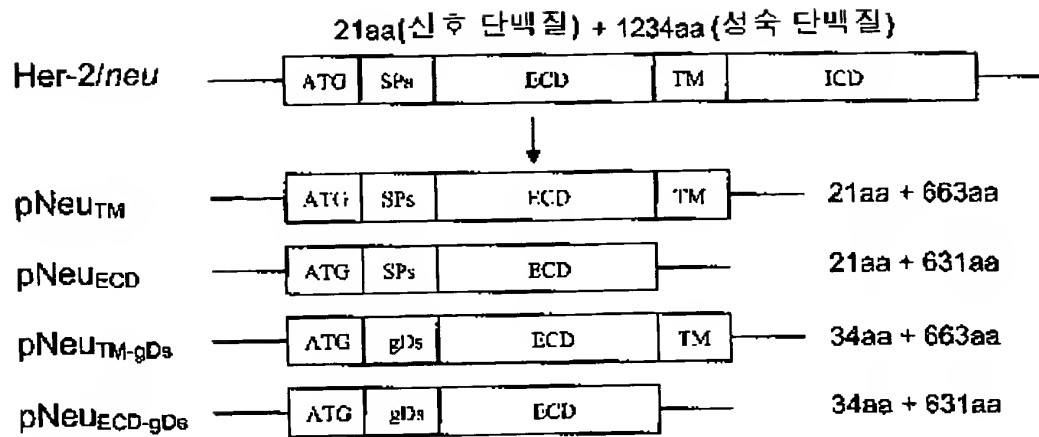 21aa(신호 단백질) + 1234aa{성숙 단백질}
Her-2/neu ATG SPs ECD TM ICD
pNeuTM ATG SPs ECD TM 21aa + 663aa
pNeuECD ATG SPs ECD 21aa + 631aa
pNeuTM-gDs ATG gDs ECD TM 34aa + 663aa
pNeuECD-gDs ATG gDs ECD 34aa + 631aa